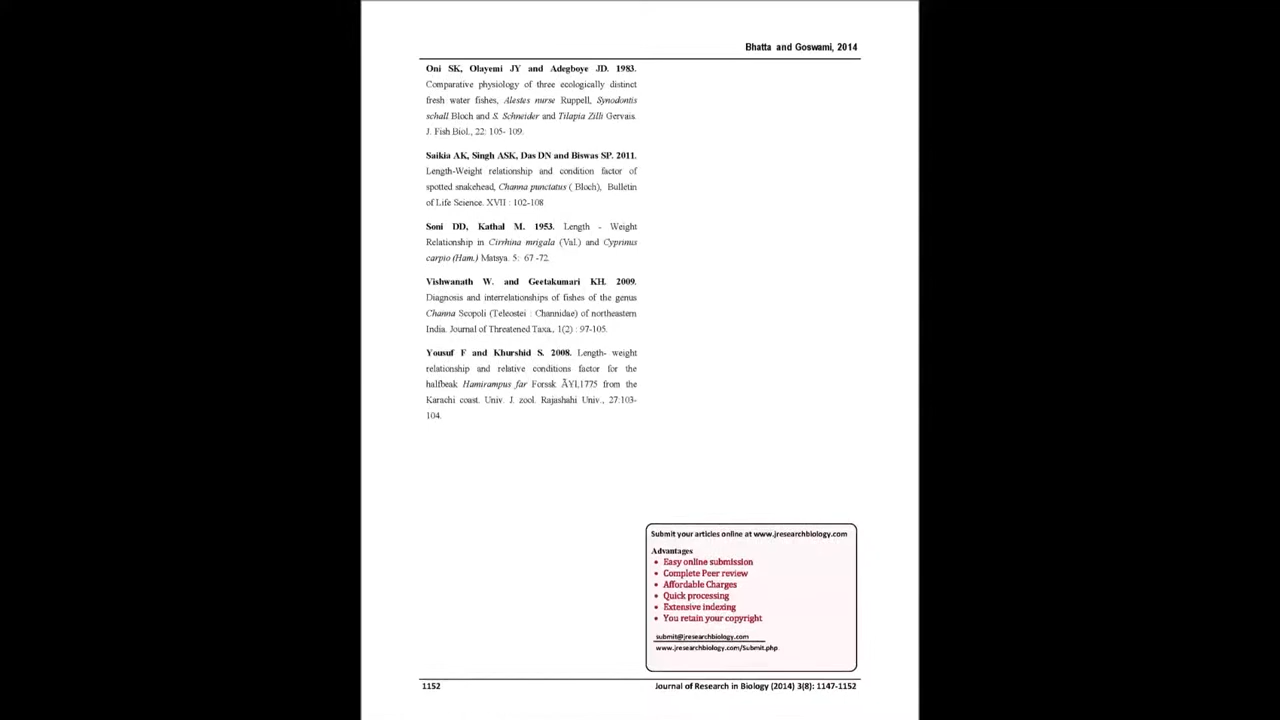 Bhatta and Goswami, 2014
Oni SK, Olayemi JY and Adegboye JD. 1983.
Comparative physiology of three ecologically distinct
fresh water fishes, Alestes nurse Ruppell, Synodontis
schall Bloch and S. Schneider and Tilapia Zilli Gervais.
J. Fish Biol., 22: 105- 109.
Saikia AK, Singh ASK, Das DN and Biswas SP. 2011.
Length-Weight relationship and condition factor of
spotted snakehead, Channa punctatus ( Bloch), Bulletin
of Life Science. XVII : 102-108
Soni DD, Kathal M. 1953. Length - Weight
Relationship in Cirrhina mrigala (Val.) and Cyprinus
carpio (Ham.) Matsya. 5: 67 -72.
Vishwanath W. and Geetakumari KH. 2009.
Diagnosis and interrelationships of fishes of the genus
Channa Scopoli (Teleostei : Channidae) of northeastern
India. Journal of Threatened Taxa., 1(2) : 97-105.
Yousuf F and Khurshid S. 2008. Length- weight
relationship and relative conditions factor for the
halfbeak Hamirampus far Forssk ÃYl,1775 from the
Karachi coast. Univ. J. zool. Rajashahi Univ., 27:103-
104.
Submit your articles online at www.jresearchbiology.com
Advantages
• Easy online submission
• Complete Peer review
• Affordable Charges
• Quick processing
• Extensive indexing
• You retain your copyright
submit@jresearchbiology.com
www.jresearchbiology.com/Submit.php
1152 Journal of Research in Biology (2014) 3(8): 1147-1152